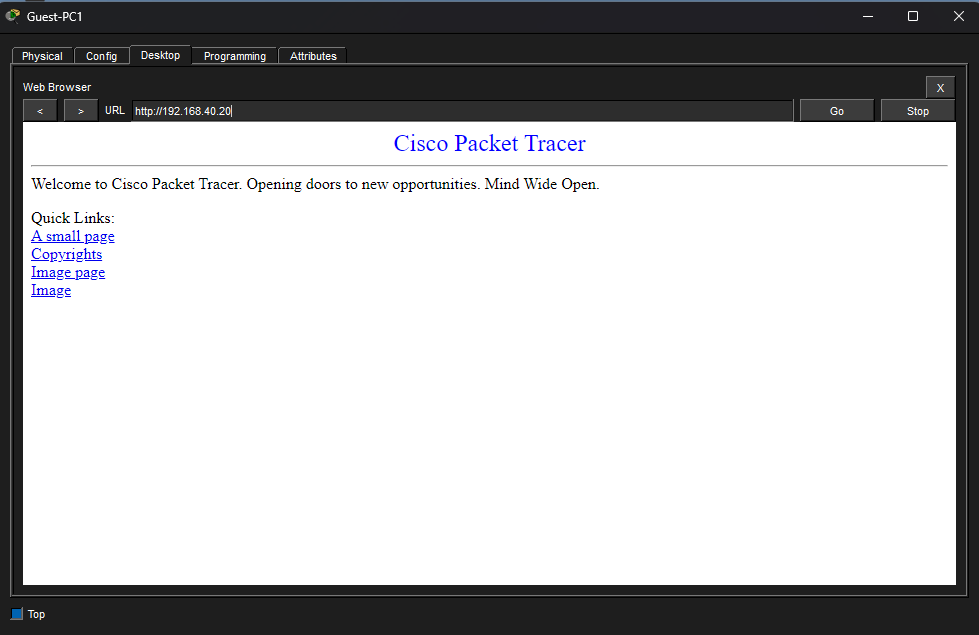 Guest-PC1
Physical Config Desktop Programming Attributes
Web Browser X
< > URL http://192.168.40.20 Go Stop
Cisco Packet Tracer
Welcome to Cisco Packet Tracer. Opening doors to new opportunities. Mind Wide Open.
Quick Links:
A small page
Copyrights
Image page
Image
Top